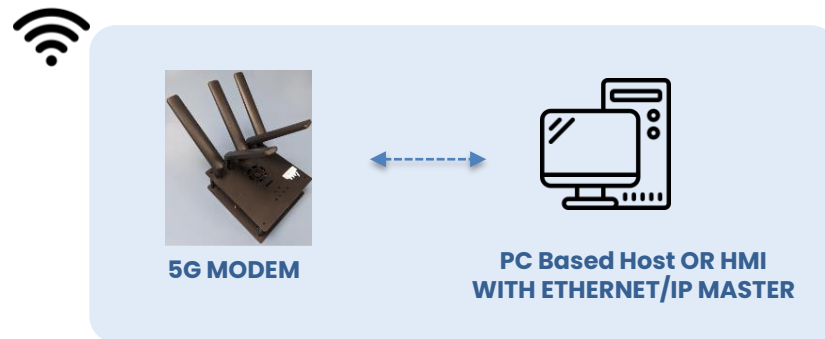 5G MODEM
PC Based Host OR HMI
WITH ETHERNET/IP MASTER